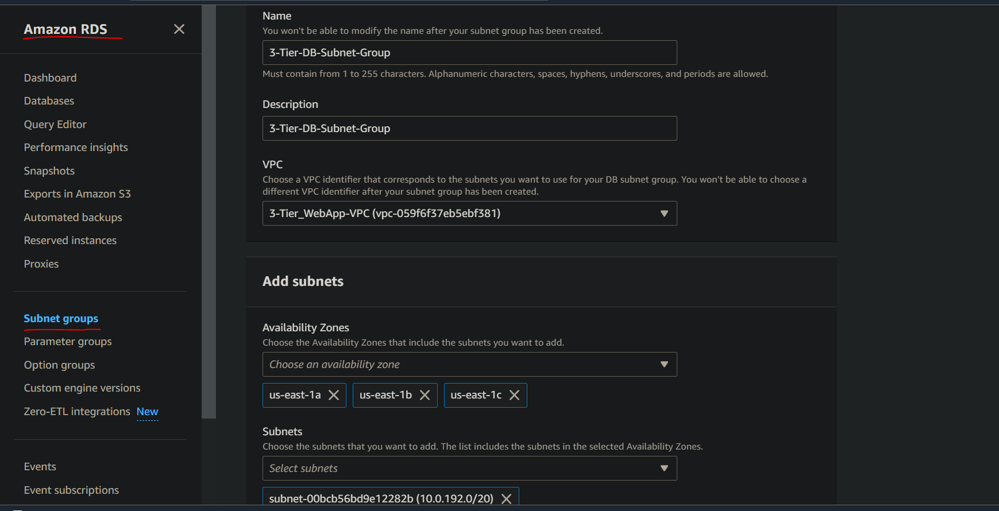 Amazon RDS
Dashboard
Databases
Query Editor
Performance insights
Snapshots
Exports in Amazon S3
Automated backups
Reserved instances
Proxies
Subnet groups
Parameter groups
Option groups
Custom engine versions
Zero-ETL integrations New
Events
Event subscriptions
Name
You won't be able to modify the name after your subnet group has been created.
3-Tier-DB-Subnet-Group
Must contain from 1 to 255 characters. Alphanumeric characters, spaces, hyphens, underscores, and periods are allowed.
Description
3-Tier-DB-Subnet-Group
VPC
Choose a VPC identifier that corresponds to the subnets you want to use for your DB subnet group. You won't be able to choose a
different VPC identifier after your subnet group has been created.
3-Tier_WebApp-VPC (vpc-059f6f37eb5ebf381)
Add subnets
Availability Zones
Choose the Availability Zones that include the subnets you want to add.
Choose an availability zone
us-east-1a us-east-1b us-east-1c
Subnets
Choose the subnets that you want to add. The list includes the subnets in the selected Availability Zones.
Select subnets
subnet-00bcb56bd9e12282b (10.0.192.0/20)